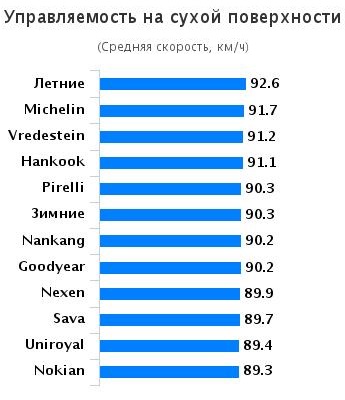 Управляемость на сухой поверхности
(Средняя скорость, км/ч)
Летние 92.6
Michelin 91.7
Vredestein 91.2
Hankook 91.1
Pirelli 90.3
Зимние 90.3
Nankang 90.2
Goodyear 90.2
Nexen 89.9
Sava 89.7
Uniroyal 89.4
Nokian 89.3